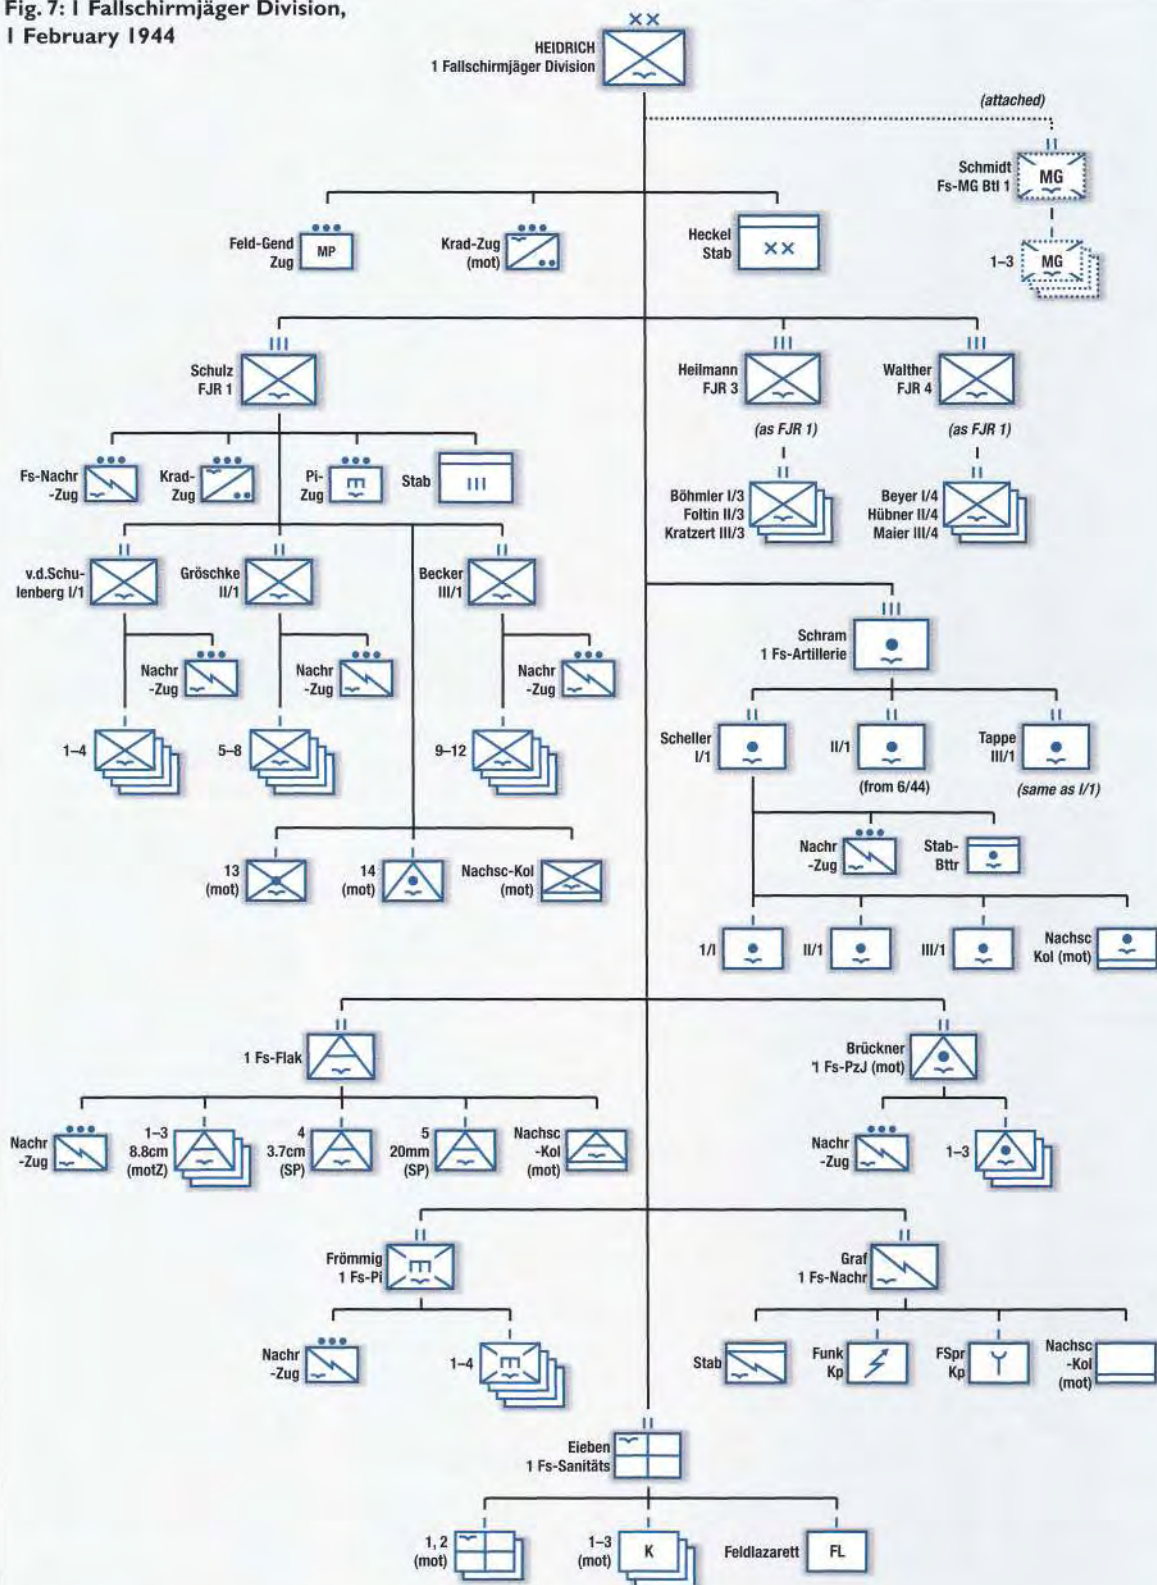 Fig. 7: 1 Fallschirmjäger Division,
1 February 1944
HEIDRICH
1 Fallschirmjäger Division
(attached)
Schmidt
Fs-MG Btl 1
MG
1–3
MG
Feld-Gend
Zug
MP
Krad-Zug
(mot)
Heckel
Stab
Schulz
FJR 1
Heilmann
FJR 3
(as FJR 1)
Walther
FJR 4
(as FJR 1)
Fs-Nachr
-Zug
Krad-
Zug
Pi-
Zug
Stab
Böhmler I/3
Foltin II/3
Kratzert III/3
Beyer I/4
Hübner II/4
Maier III/4
v.d.Schu-
lenberg I/1
Gröschke
II/1
Becker
III/1
Nachr
-Zug
Nachr
-Zug
Nachr
-Zug
1–4
5–8
9–12
13
(mot)
14
(mot)
Nachsc-Kol
(mot)
Schram
1 Fs-Artillerie
Scheller
I/1
II/1
(from 6/44)
Tappe
III/1
(same as I/1)
Nachr
-Zug
Stab-
Bttr
1/I
II/1
III/1
Nachsc
Kol (mot)
1 Fs-Flak
Brückner
1 Fs-PzJ (mot)
Nachr
-Zug
1–3
8.8cm
(motZ)
4
3.7cm
(SP)
5
20mm
(SP)
Nachsc
-Kol
(mot)
Nachr
-Zug
1–3
Frömmig
1 Fs-Pi
Graf
1 Fs-Nachr
Nachr
-Zug
1–4
Stab
Funk
Kp
FSpr
Kp
Nachsc
-Kol
(mot)
Eieben
1 Fs-Sanitäts
1, 2
(mot)
1–3
(mot)
K
Feldlazarett
FL